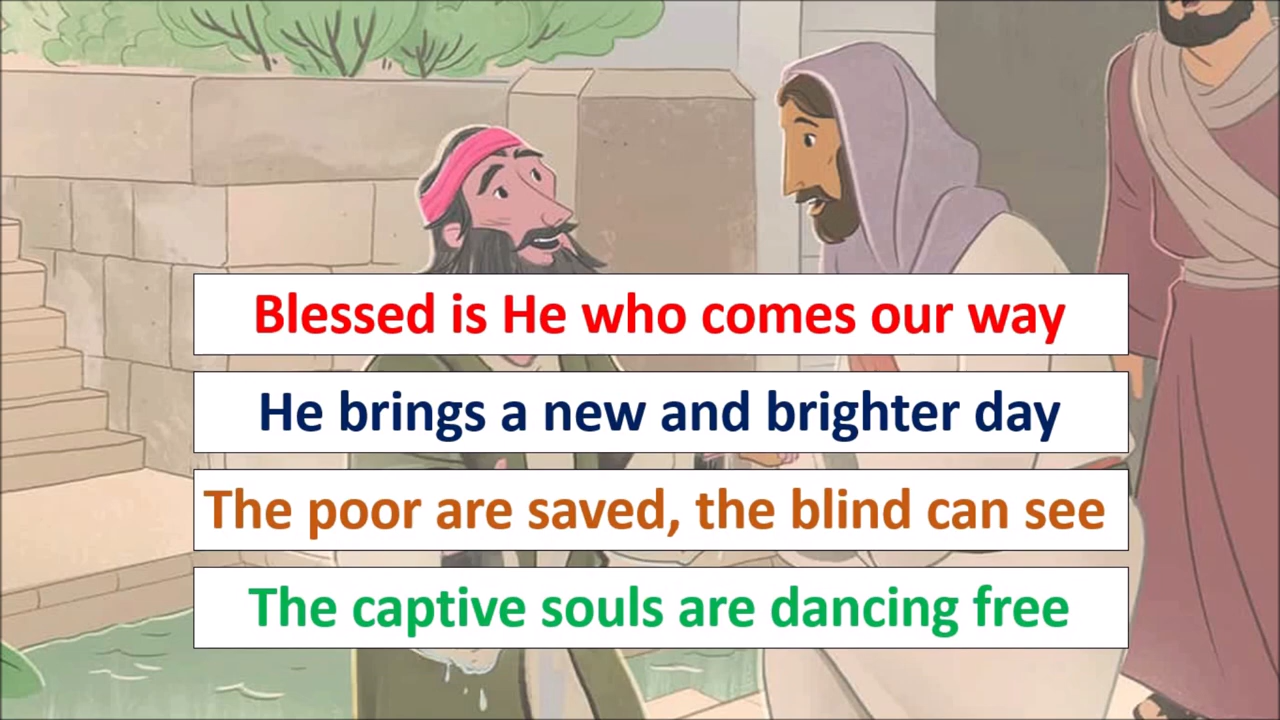 Blessed is He who comes our way
He brings a new and brighter day
The poor are saved, the blind can see
The captive souls are dancing free